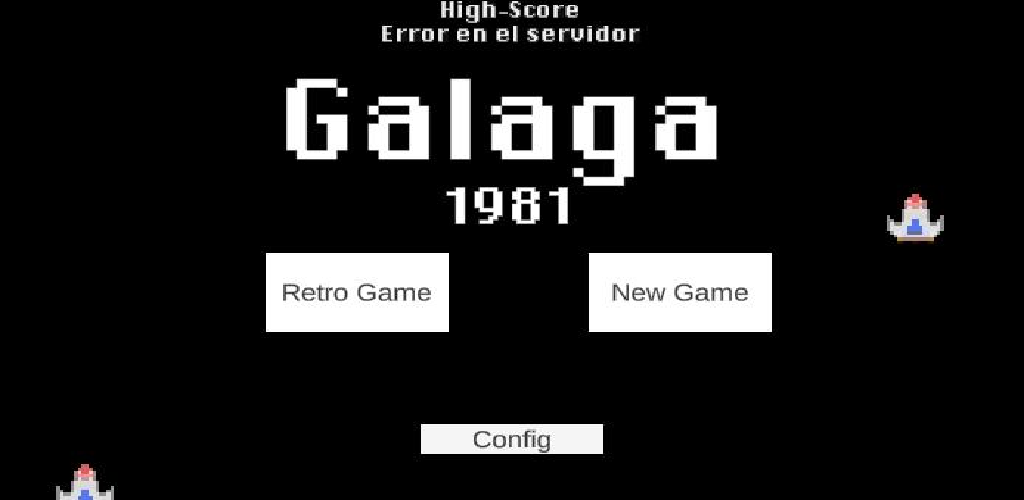 High-Score
Error en el servidor
Galaga
1981
Retro Game
New Game
Config